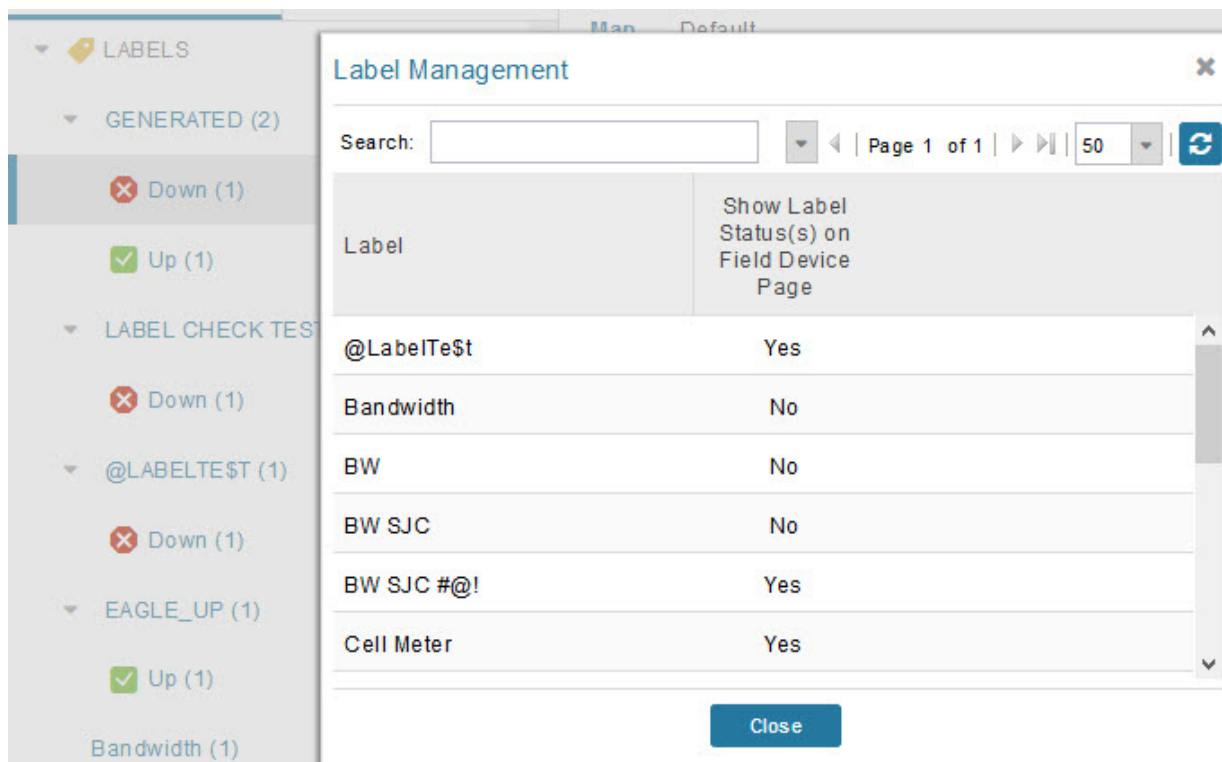 Map Default
LABELS
GENERATED (2)
Down (1)
Up (1)
LABEL CHECK TES
Down (1)
@LABELTE$T (1)
Down (1)
EAGLE_UP (1)
Up (1)
Bandwidth (1)
Label Management
Search:
Page 1 of 1
50
Label
Show Label
Status(s) on
Field Device
Page
@LabelTe$t Yes
Bandwidth No
BW No
BW SJC No
BW SJC #@! Yes
Cell Meter Yes
Close